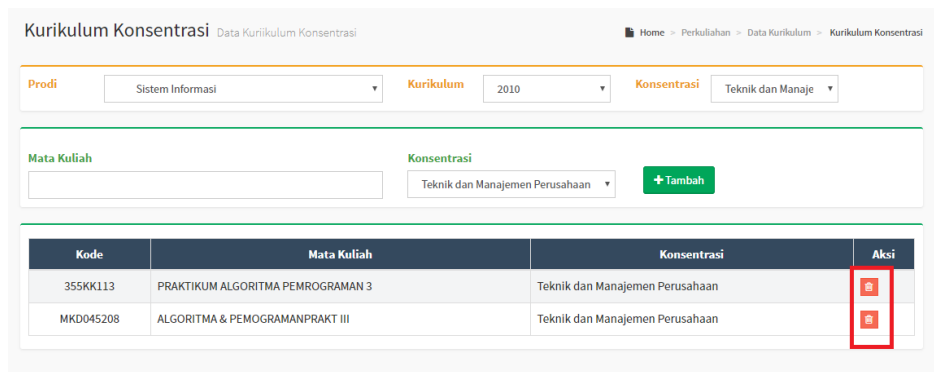 Kurikulum Konsentrasi Data Kuriikulum Konsentrasi
Home > Perkuliahan > Data Kurikulum > Kurikulum Konsentrasi
Prodi Sistem Informasi Kurikulum 2010 Konsentrasi Teknik dan Manaje
Mata Kuliah Konsentrasi
Teknik dan Manajemen Perusahaan +Tambah
Kode Mata Kuliah Konsentrasi Aksi
355KK113 PRAKTIKUM ALGORITMA PEMROGRAMAN 3 Teknik dan Manajemen Perusahaan
MKD045208 ALGORITMA & PEMOGRAMANPRAKT III Teknik dan Manajemen Perusahaan